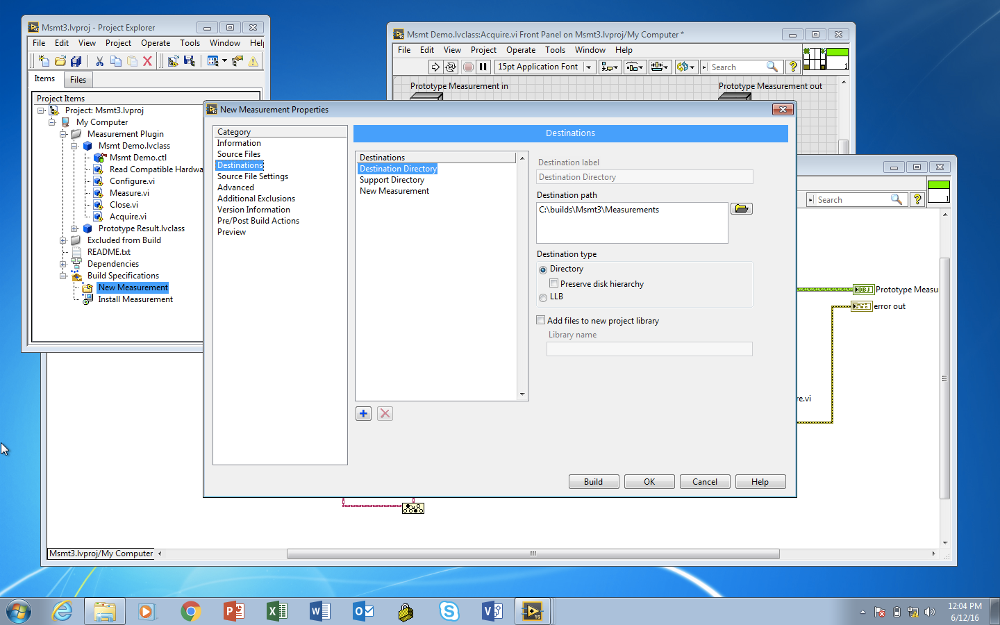 Msmt3.lvproj - Project Explorer
File Edit View Project Operate Tools Window Help
Items Files
Project Items
Project: Msmt3.lvproj
My Computer
Measurement Plugin
Msmt Demo.lvclass
Msmt Demo.ctl
Read Compatible Hardwa
Configure.vi
Measure.vi
Close.vi
Acquire.vi
Prototype Result.lvclass
Excluded from Build
README.txt
Dependencies
Build Specifications
New Measurement
Install Measurement
Msmt Demo.lvclass:Acquire.vi Front Panel on Msmt3.lvproj/My Computer *
File Edit View Project Operate Tools Window Help
15pt Application Font
Search
1
Prototype Measurement in
Prototype Measurement out
New Measurement Properties
Category
Information
Source Files
Destinations
Source File Settings
Advanced
Additional Exclusions
Version Information
Pre/Post Build Actions
Preview
Destinations
Destinations
Destination Directory
Support Directory
New Measurement
Destination label
Destination Directory
Destination path
C:\builds\Msmt3\Measurements
Destination type
Directory
Preserve disk hierarchy
LLB
Add files to new project library
Library name
Build OK Cancel Help
Search
1
OBJ Prototype Measu
error out
re.vi
Msmt3.lvproj/My Computer
12:04 PM
6/12/16